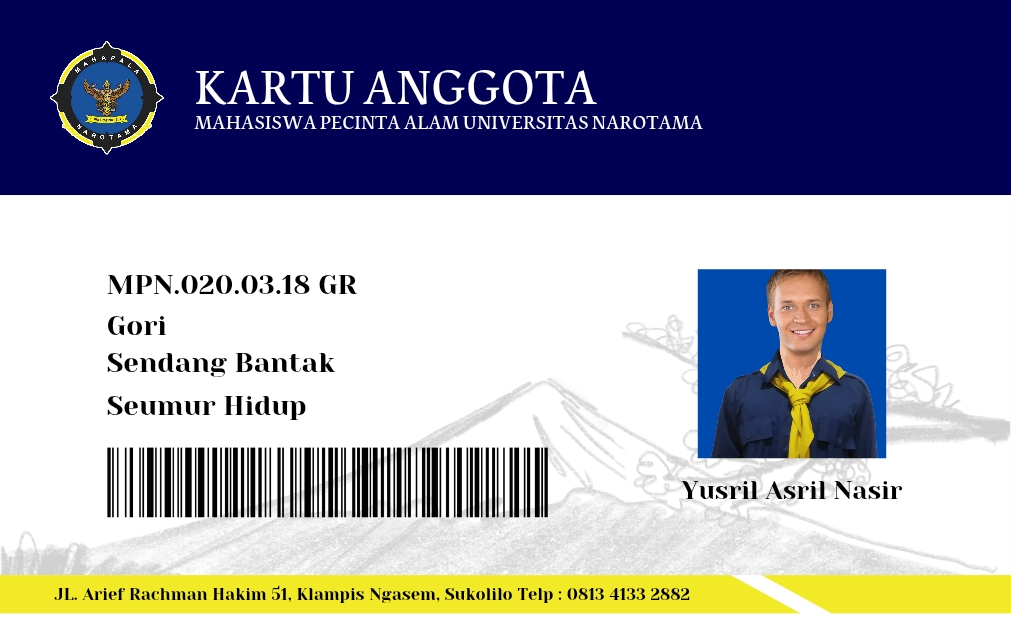 MAHAPALA
NAROTAMA
KARTU ANGGOTA
MAHASISWA PECINTA ALAM UNIVERSITAS NAROTAMA
MPN.020.03.18 GR
Gori
Sendang Bantak
Seumur Hidup
Yusril Asril Nasir
JL. Arief Rachman Hakim 51, Klampis Ngasem, Sukolilo Telp : 0813 4133 2882